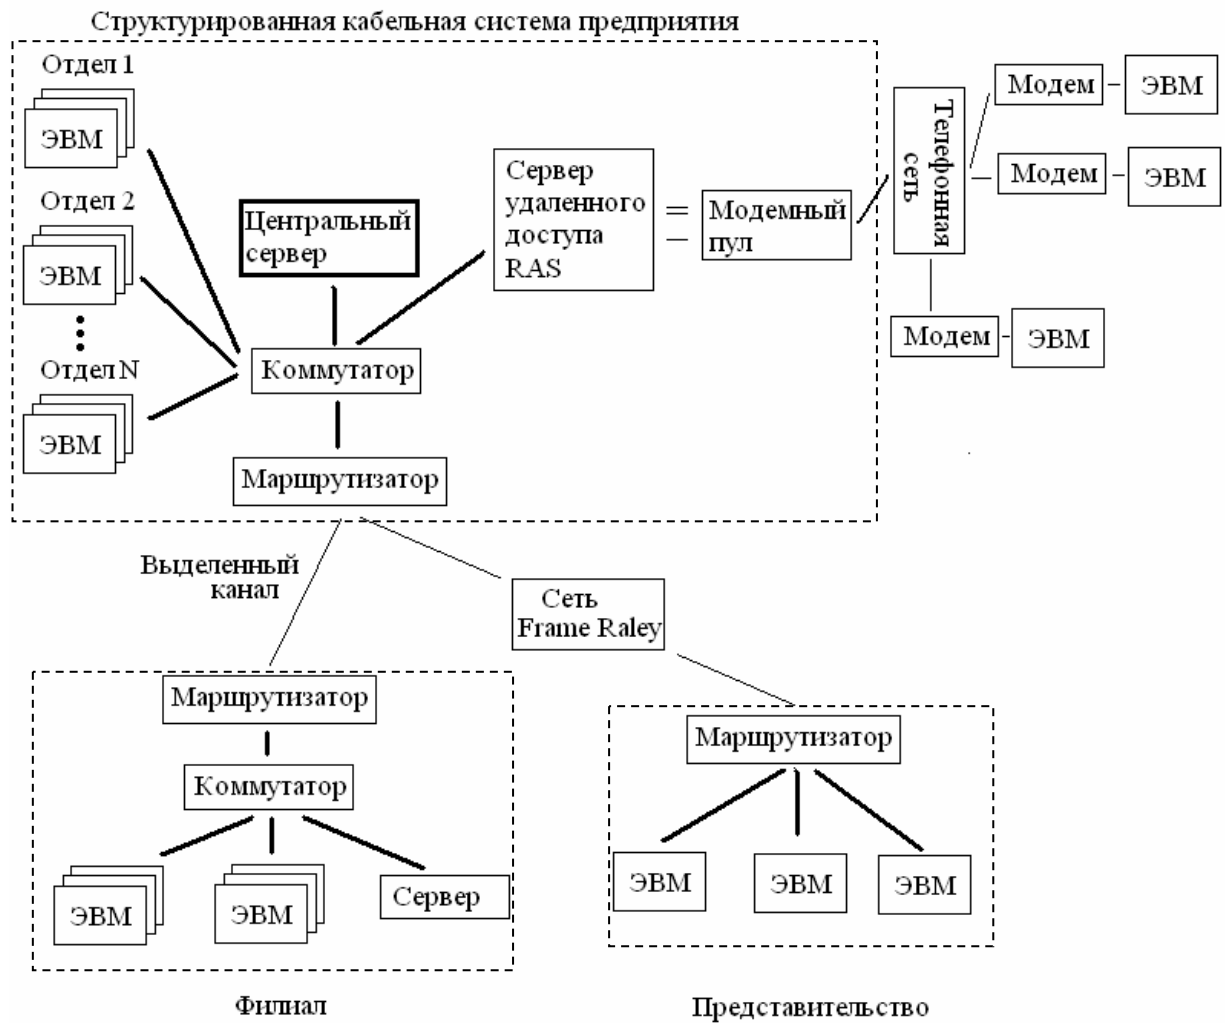 Структурированная кабельная система предприятия
Отдел 1
ЭВМ
Отдел 2
ЭВМ
Отдел N
ЭВМ
Центральный
сервер
Коммутатор
Маршрутизатор
Сервер
удаленного
доступа
RAS
Модемный
пул
Телефонная
сеть
Модем
ЭВМ
Модем
ЭВМ
Модем
ЭВМ
Выделенный
канал
Сеть
Frame Raley
Маршрутизатор
Коммутатор
ЭВМ
ЭВМ
Сервер
Филиал
Маршрутизатор
ЭВМ
ЭВМ
ЭВМ
Представительство